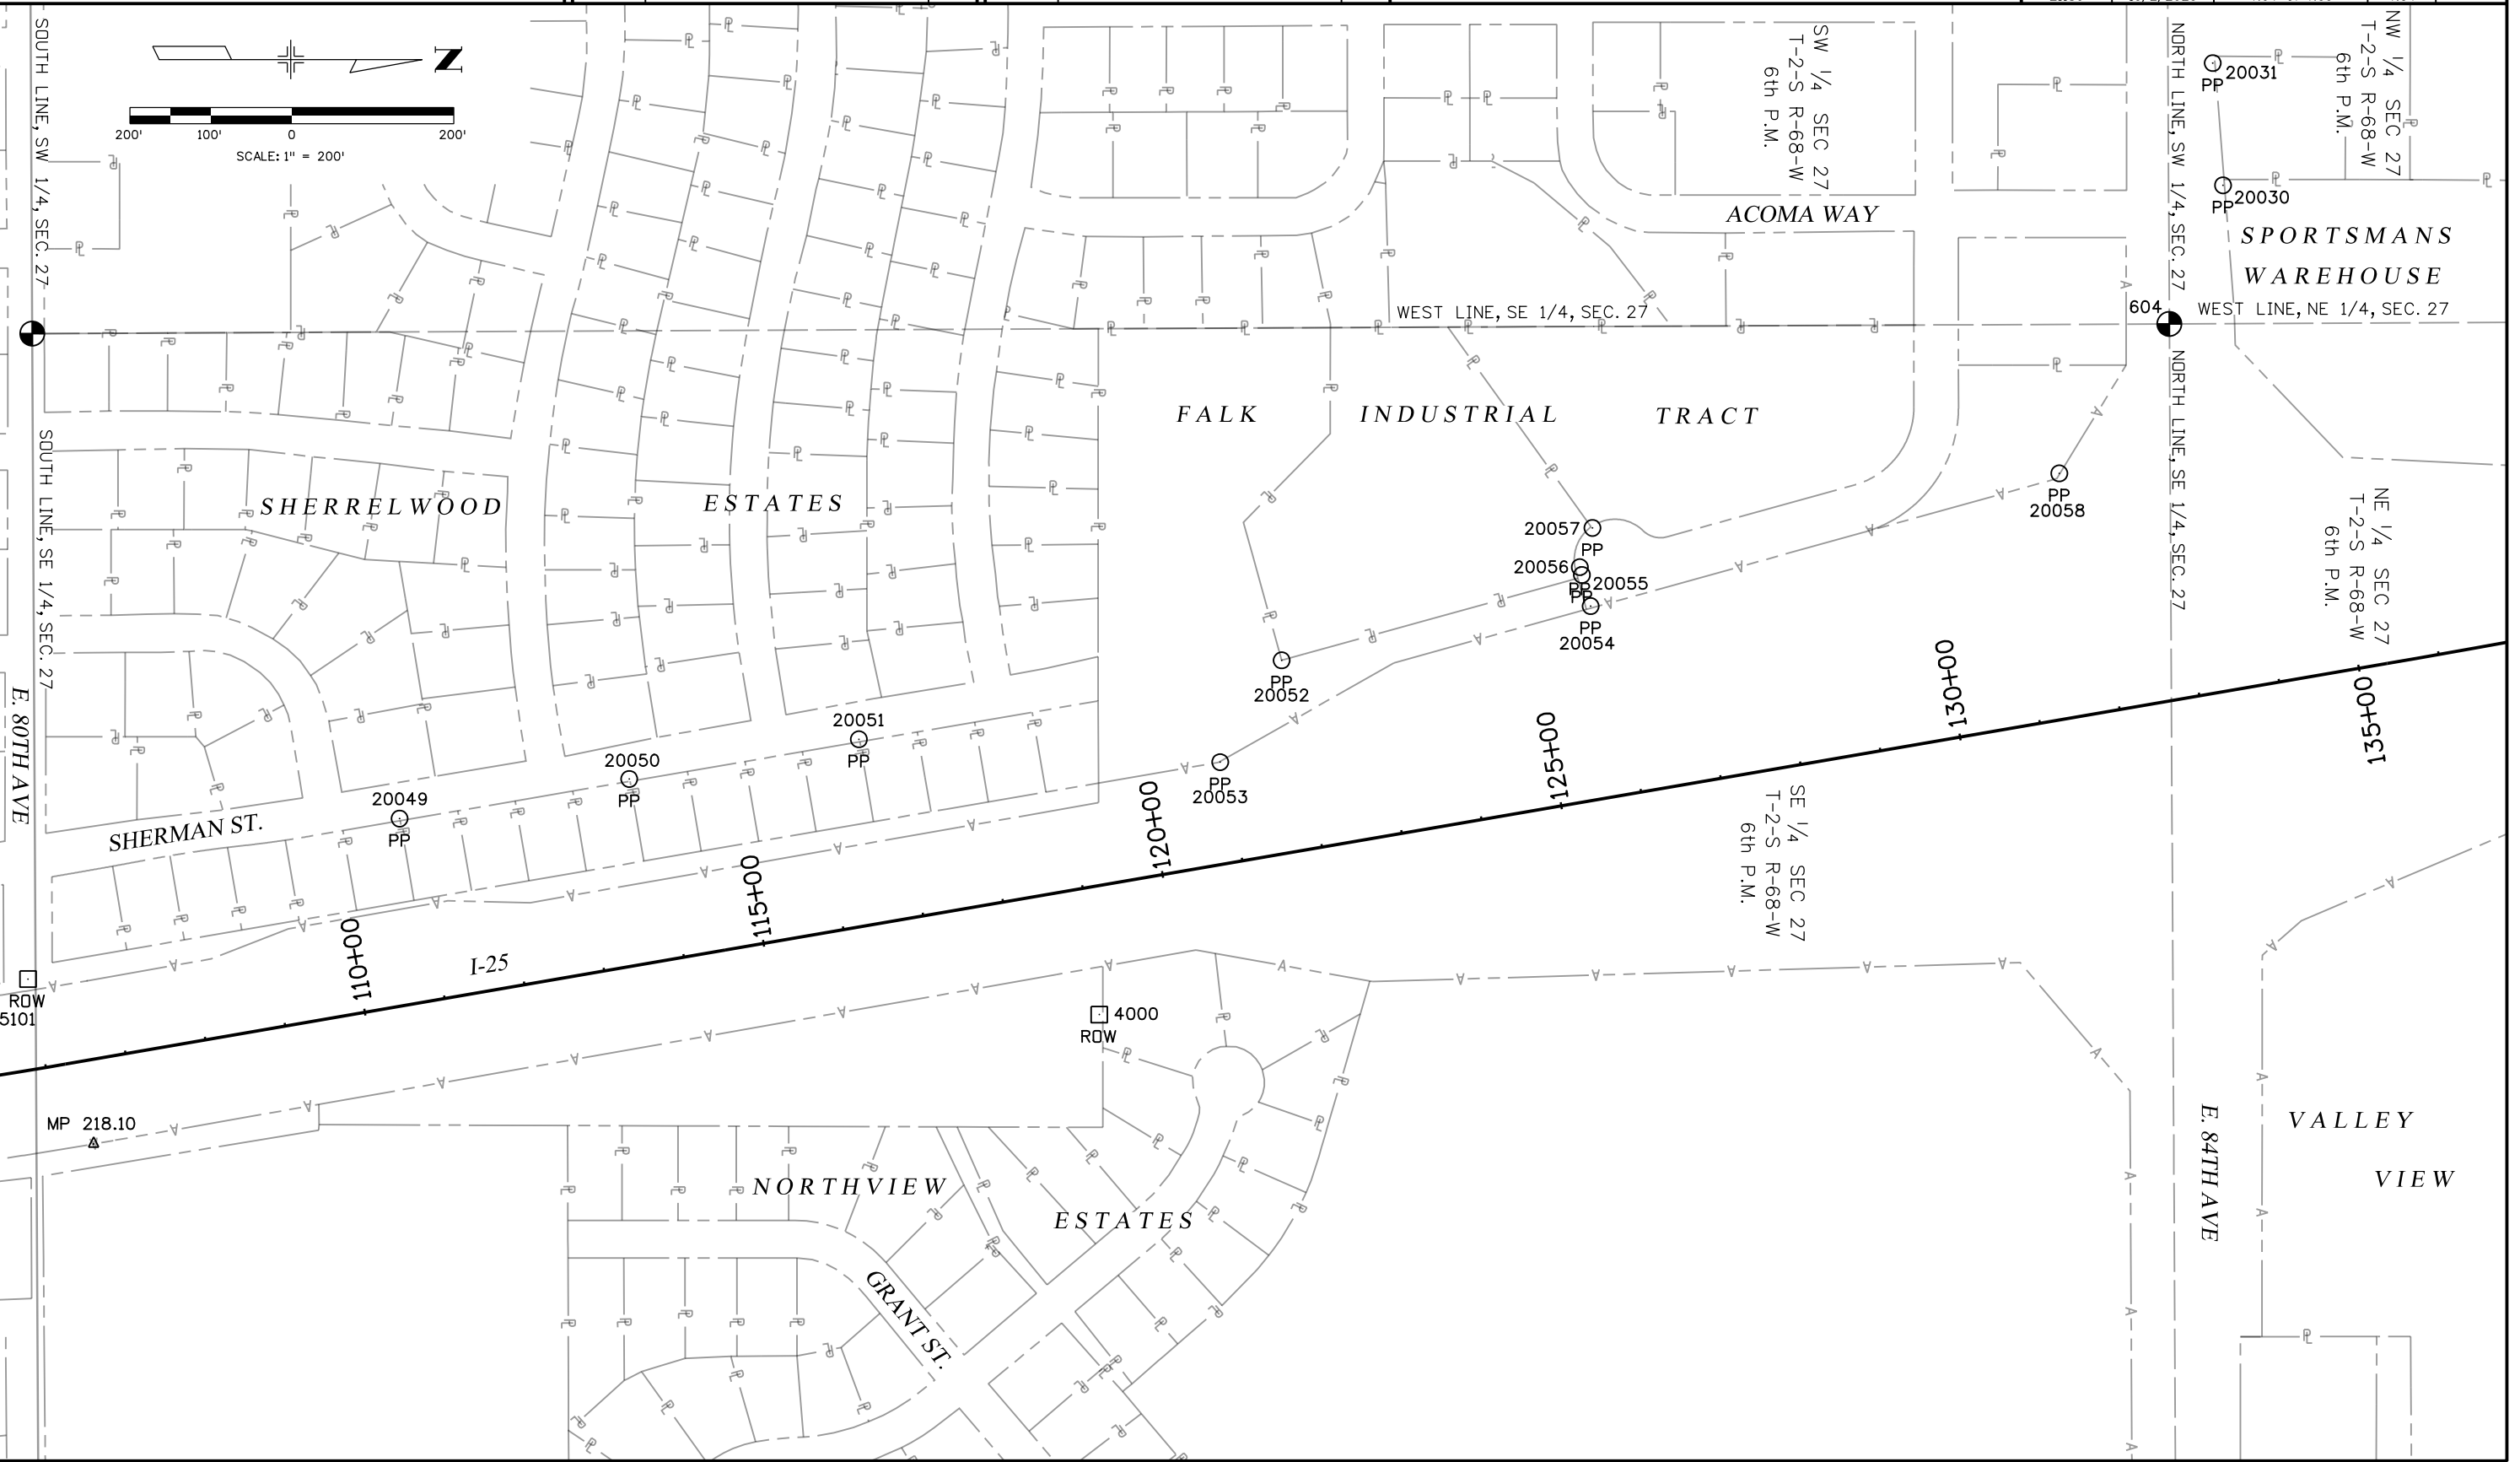 SOUTH LINE, SW 1/4, SEC. 27
N
200' 100' 0 200'
SCALE: 1" = 200'
SW 1/4 SEC 27
T-2-S R-68-W
6th P.M.
NORTH LINE, SW 1/4, SEC. 27
NW 1/4 SEC 27
T-2-S R-68-W
6th P.M.
20031
PP
20030
PP
ACOMA WAY
SPORTSMANS
WAREHOUSE
604
WEST LINE, SE 1/4, SEC. 27
WEST LINE, NE 1/4, SEC. 27
NORTH LINE, SE 1/4, SEC. 27
SOUTH LINE, SE 1/4, SEC. 27
FALK INDUSTRIAL TRACT
SHERRELWOOD ESTATES
20058
PP
20057
PP
20056
PP
20055
PP
20054
PP
20052
PP
20053
PP
20051
PP
20050
PP
20049
PP
NE 1/4 SEC 27
T-2-S R-68-W
6th P.M.
E. 80TH AVE
SHERMAN ST.
110+00
115+00
120+00
125+00
130+00
135+00
I-25
SE 1/4 SEC 27
T-2-S R-68-W
6th P.M.
ROW
5101
4000
ROW
MP 218.10
NORTHVIEW
ESTATES
GRANT ST.
E. 84TH AVE
VALLEY
VIEW